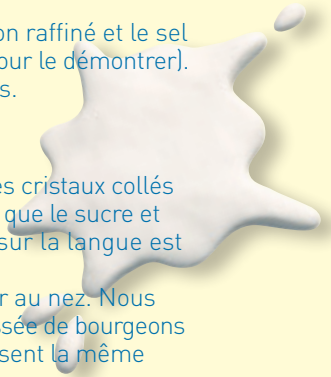 on raffiné et le sel
our le démontrer).
s.
es cristaux collés
que le sucre et
sur la langue est
r au nez. Nous
ssée de bourgeons
sent la même